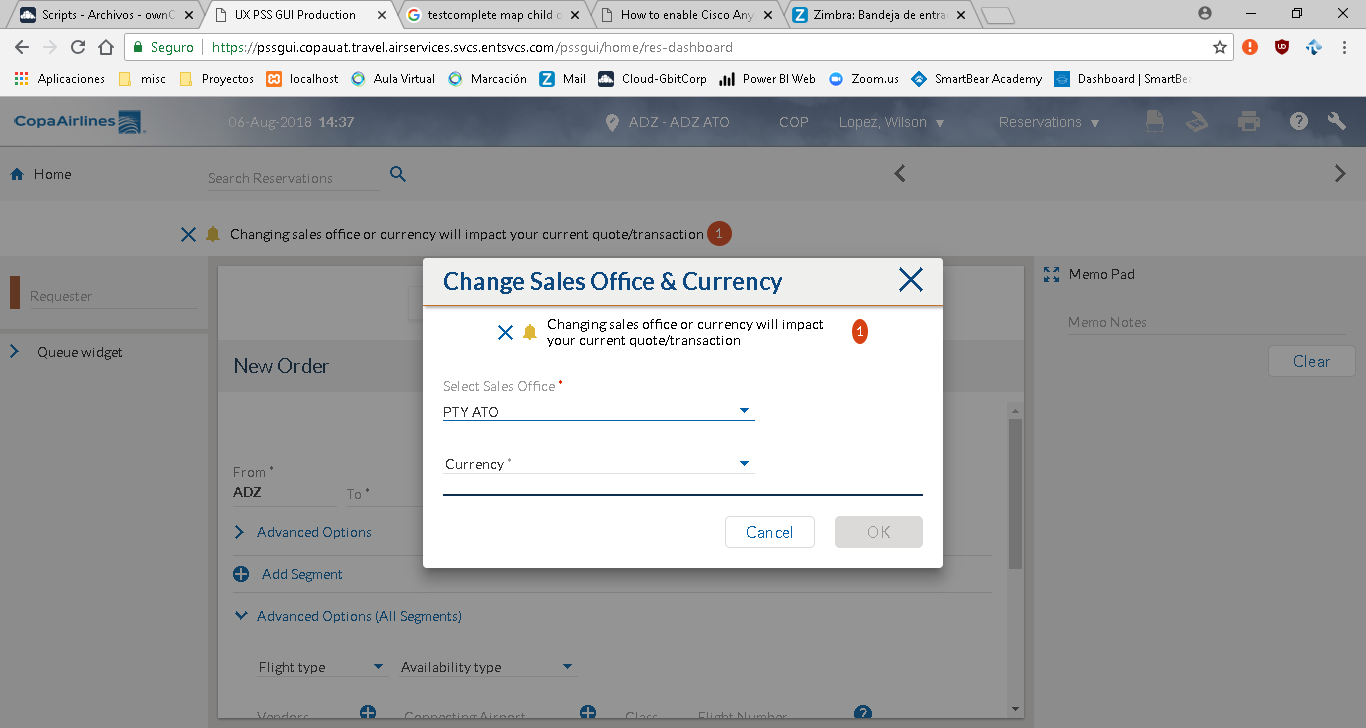 Scripts - Archivos - ownC
UX PSS GUI Production
testcomplete map child o
How to enable Cisco Any
Zimbra: Bandeja de entra
Seguro
https://pssgui.copauat.travel.airservices.svcs.entsvcs.com/pssgui/home/res-dashboard
Aplicaciones misc Proyectos localhost Aula Virtual Marcación Mail Cloud-GbitCorp Power BI Web Zoom.us SmartBear Academy Dashboard | SmartBe
CopaAirlines 06-Aug-2018 14:37 ADZ - ADZ ATO COP Lopez, Wilson Reservations
Home Search Reservations
Changing sales office or currency will impact your current quote/transaction 1
Requester
Queue widget
New Order
From *
ADZ
To *
Advanced Options
Add Segment
Advanced Options (All Segments)
Flight type Availability type
Vendors Connecting Airport Class Flight Number
Change Sales Office & Currency
Changing sales office or currency will impact
your current quote/transaction
1
Select Sales Office *
PTY ATO
Currency *
Cancel OK
Memo Pad
Memo Notes
Clear